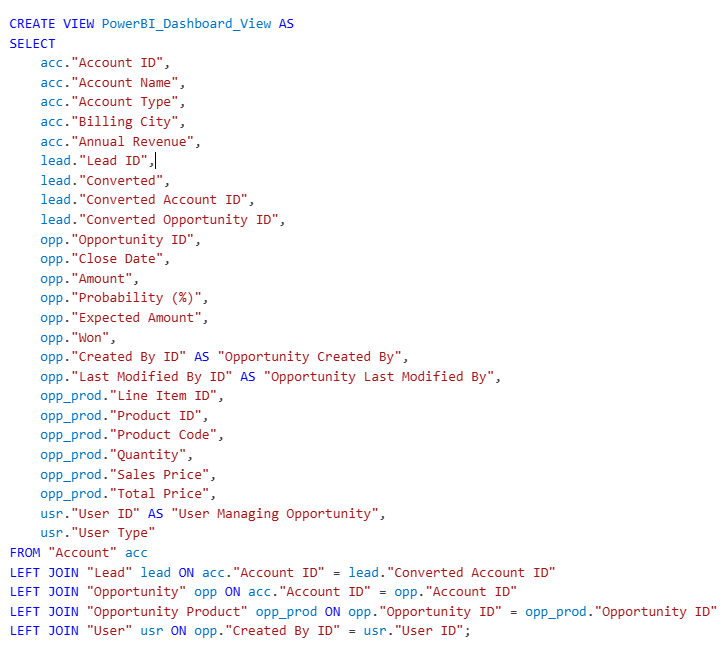 CREATE VIEW PowerBI_Dashboard_View AS
SELECT
    acc."Account ID",
    acc."Account Name",
    acc."Account Type",
    acc."Billing City",
    acc."Annual Revenue",
    lead."Lead ID",
    lead."Converted",
    lead."Converted Account ID",
    lead."Converted Opportunity ID",
    opp."Opportunity ID",
    opp."Close Date",
    opp."Amount",
    opp."Probability (%)",
    opp."Expected Amount",
    opp."Won",
    opp."Created By ID" AS "Opportunity Created By",
    opp."Last Modified By ID" AS "Opportunity Last Modified By",
    opp_prod."Line Item ID",
    opp_prod."Product ID",
    opp_prod."Product Code",
    opp_prod."Quantity",
    opp_prod."Sales Price",
    opp_prod."Total Price",
    usr."User ID" AS "User Managing Opportunity",
    usr."User Type"
FROM "Account" acc
LEFT JOIN "Lead" lead ON acc."Account ID" = lead."Converted Account ID"
LEFT JOIN "Opportunity" opp ON acc."Account ID" = opp."Account ID"
LEFT JOIN "Opportunity Product" opp_prod ON opp."Opportunity ID" = opp_prod."Opportunity ID"
LEFT JOIN "User" usr ON opp."Created By ID" = usr."User ID";